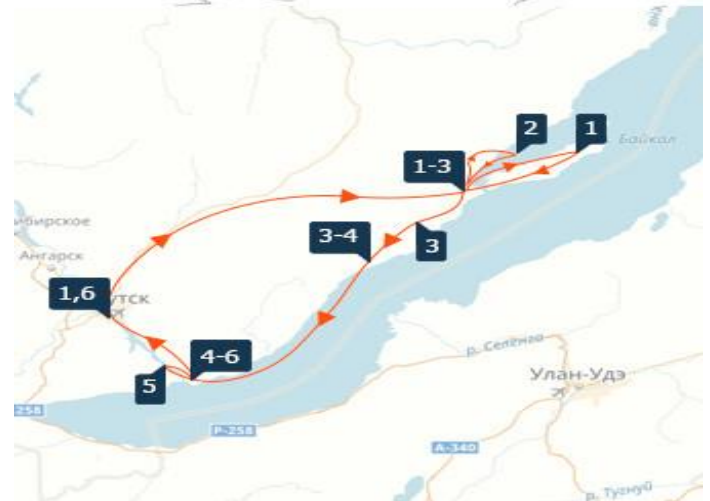 2
1
Байкал
1-3
3
3-4
ибирское
Ангарск
1,6
утск
4-6
5
р. Селенга
Улан-Удэ
258
Р-258
А-340
р. Тугнуй